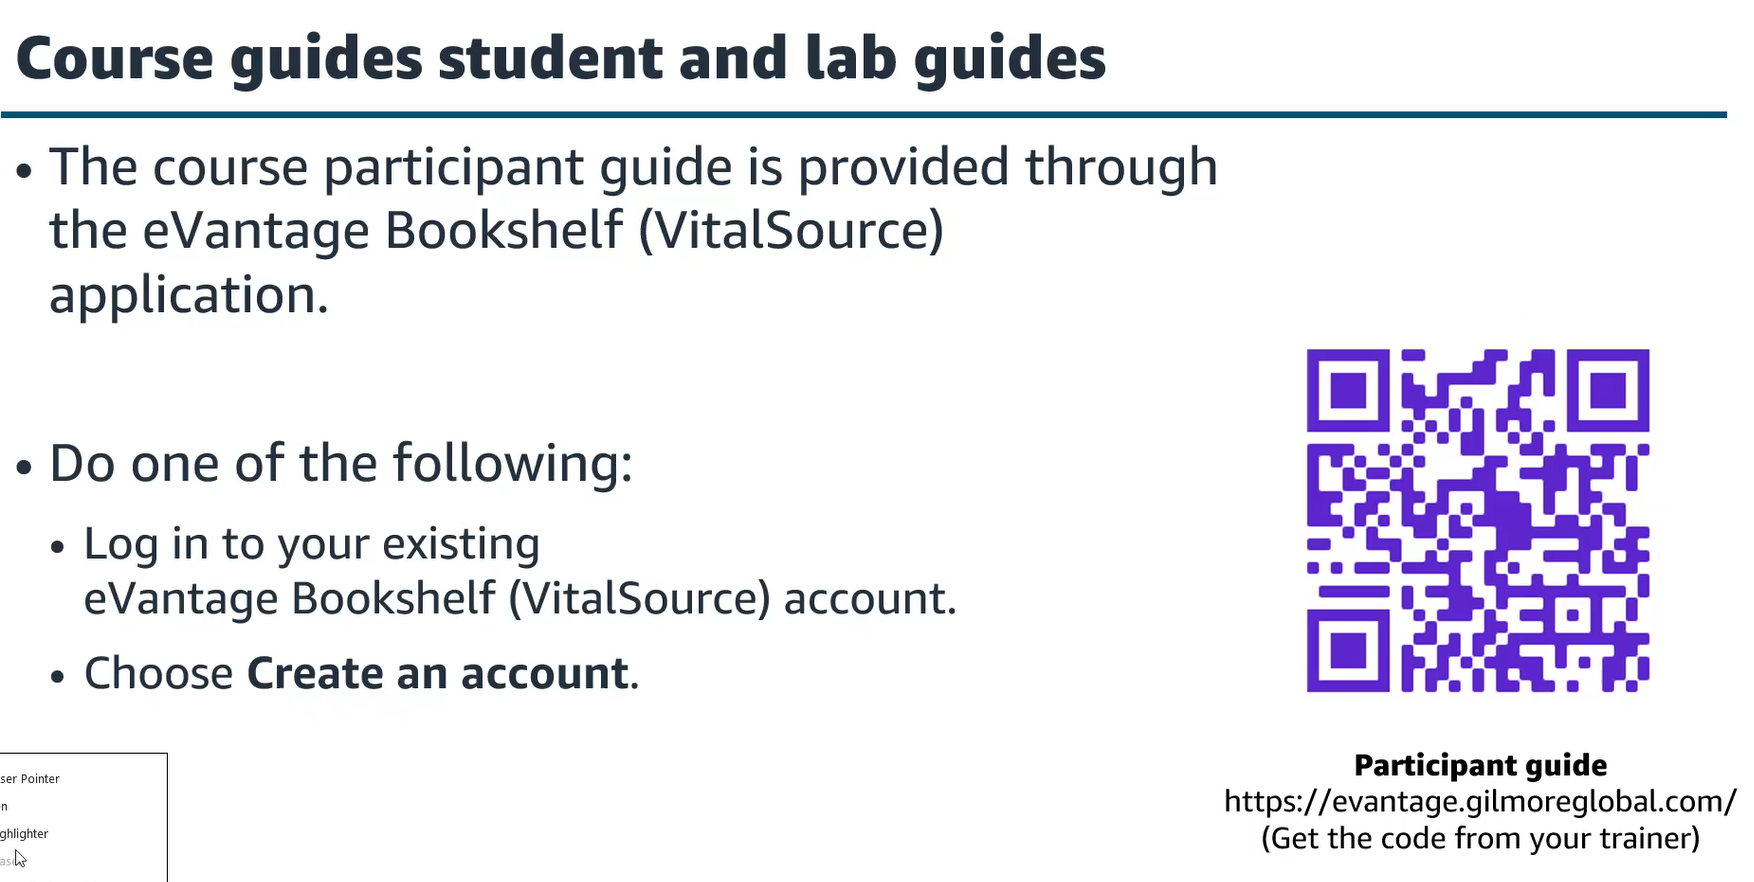 Course guides student and lab guides
• The course participant guide is provided through
the eVantage Bookshelf (VitalSource)
application.
• Do one of the following:
• Log in to your existing
eVantage Bookshelf (VitalSource) account.
• Choose Create an account.
Participant guide
https://evantage.gilmoreglobal.com/
(Get the code from your trainer)
ser Pointer
n
ghlighter